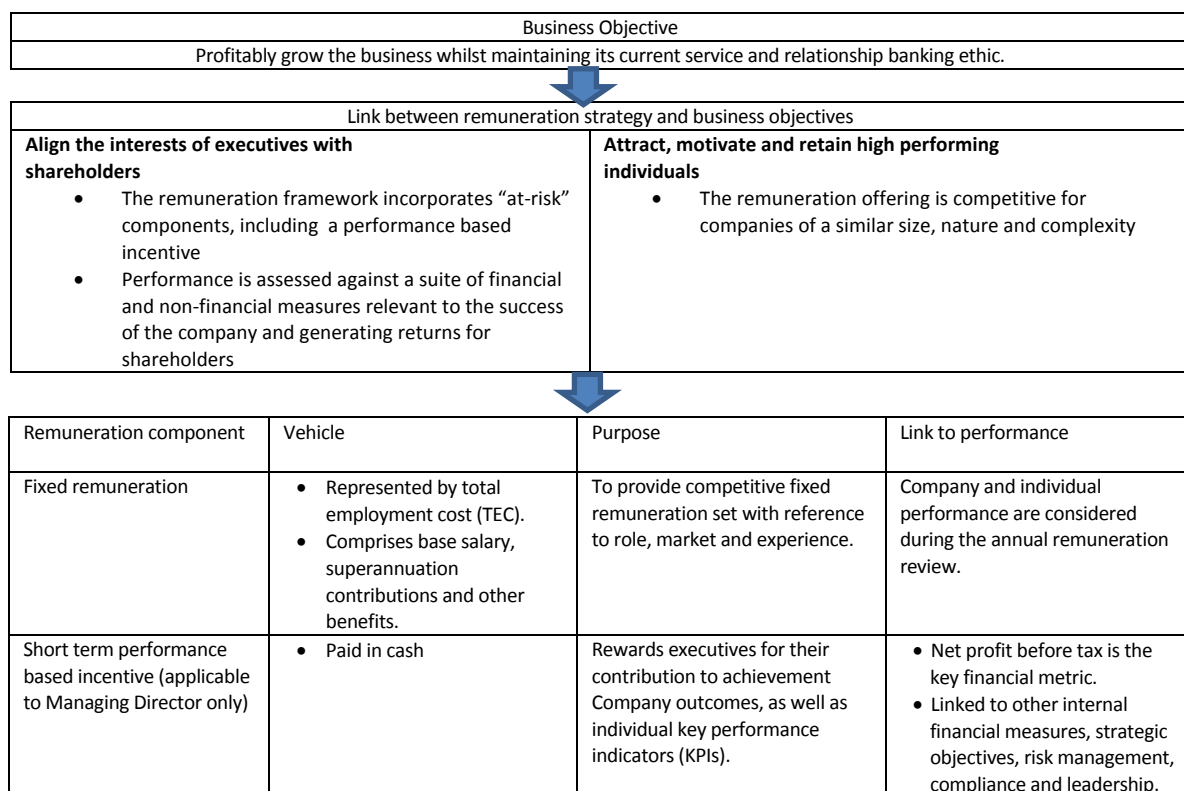 Business Objective
Profitably grow the business whilst maintaining its current service and relationship banking ethic.
Link between remuneration strategy and business objectives
Align the interests of executives with
shareholders
• The remuneration framework incorporates “at-risk”
components, including a performance based
incentive
• Performance is assessed against a suite of financial
and non-financial measures relevant to the success
of the company and generating returns for
shareholders
Attract, motivate and retain high performing
individuals
• The remuneration offering is competitive for
companies of a similar size, nature and complexity
Remuneration component
Vehicle
Purpose
Link to performance
Fixed remuneration
• Represented by total
employment cost (TEC).
• Comprises base salary,
superannuation
contributions and other
benefits.
To provide competitive fixed
remuneration set with reference
to role, market and experience.
Company and individual
performance are considered
during the annual remuneration
review.
Short term performance
based incentive (applicable
to Managing Director only)
• Paid in cash
Rewards executives for their
contribution to achievement
Company outcomes, as well as
individual key performance
indicators (KPIs).
• Net profit before tax is the
key financial metric.
• Linked to other internal
financial measures, strategic
objectives, risk management,
compliance and leadership.